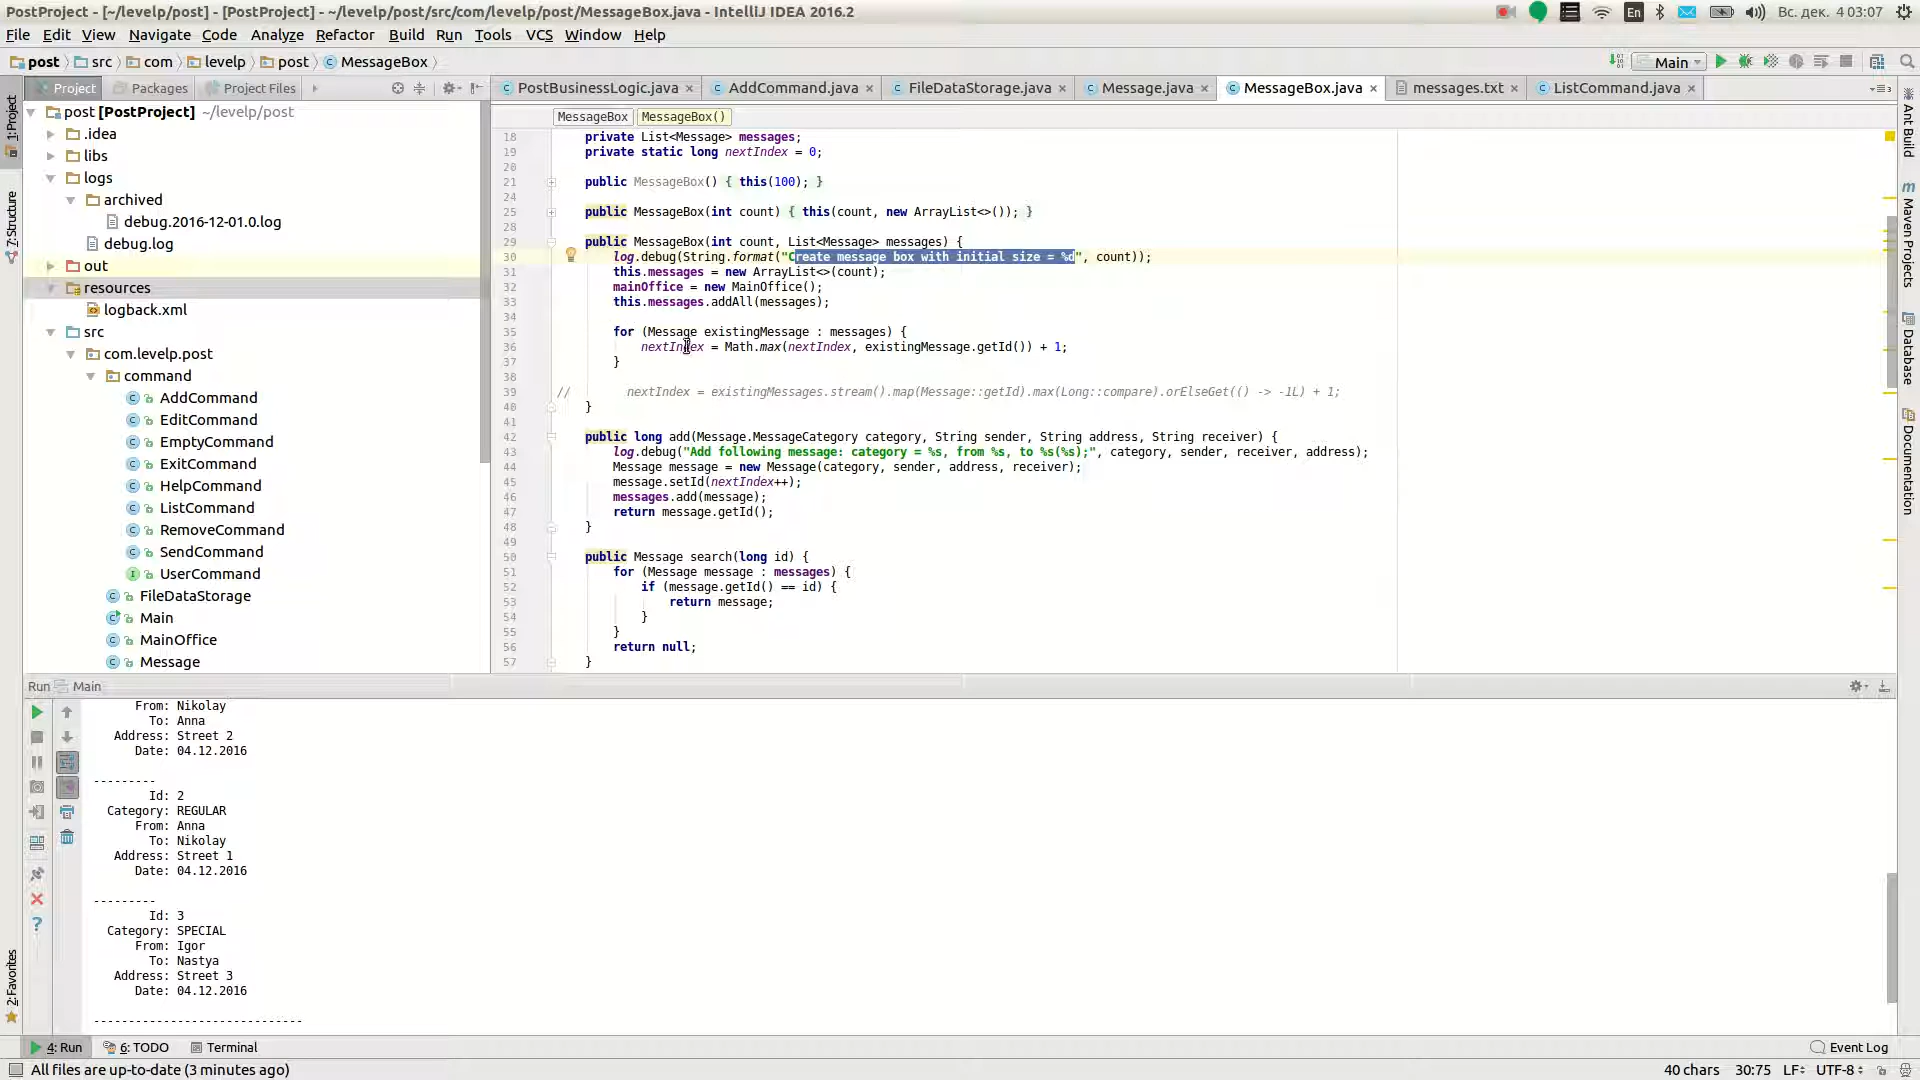 PostProject - [~/levelp/post] - [PostProject] - ~/levelp/post/src/com/levelp/post/MessageBox.java - IntelliJ IDEA 2016.2
En
Вс. дек. 4 03:07
File Edit View Navigate Code Analyze Refactor Build Run Tools VCS Window Help
post src com levelp post MessageBox
Main
Project Packages Project Files
PostBusinessLogic.java AddCommand.java FileDataStorage.java Message.java MessageBox.java messages.txt ListCommand.java
MessageBox MessageBox()
1: Project
7: Structure
2: Favorites
post [PostProject] ~/levelp/post
.idea
libs
logs
archived
debug.2016-12-01.0.log
debug.log
out
resources
logback.xml
src
com.levelp.post
command
AddCommand
EditCommand
EmptyCommand
ExitCommand
HelpCommand
ListCommand
RemoveCommand
SendCommand
UserCommand
FileDataStorage
Main
MainOffice
Message
18 private List<Message> messages;
19 private static long nextIndex = 0;
20
21 public MessageBox() { this(100); }
24
25 public MessageBox(int count) { this(count, new ArrayList<>()); }
28
29 public MessageBox(int count, List<Message> messages) {
30 log.debug(String.format("Create message box with initial size = %d", count));
31 this.messages = new ArrayList<>(count);
32 mainOffice = new MainOffice();
33 this.messages.addAll(messages);
34
35 for (Message existingMessage : messages) {
36 nextIndex = Math.max(nextIndex, existingMessage.getId()) + 1;
37 }
38
39 // nextIndex = existingMessages.stream().map(Message::getId).max(Long::compare).orElseGet(() -> -1L) + 1;
40 }
41
42 public long add(Message.MessageCategory category, String sender, String address, String receiver) {
43 log.debug("Add following message: category = %s, from %s, to %s(%s);", category, sender, receiver, address);
44 Message message = new Message(category, sender, address, receiver);
45 message.setId(nextIndex++);
46 messages.add(message);
47 return message.getId();
48 }
49
50 public Message search(long id) {
51 for (Message message : messages) {
52 if (message.getId() == id) {
53 return message;
54 }
55 }
56 return null;
57 }
Ant Build
Maven Projects
Database
Documentation
Run Main
From: Nikolay
To: Anna
Address: Street 2
Date: 04.12.2016
---------
Id: 2
Category: REGULAR
From: Anna
To: Nikolay
Address: Street 1
Date: 04.12.2016
---------
Id: 3
Category: SPECIAL
From: Igor
To: Nastya
Address: Street 3
Date: 04.12.2016
------------------------------
4: Run 6: TODO Terminal Event Log
All files are up-to-date (3 minutes ago) 40 chars 30:75 LF UTF-8